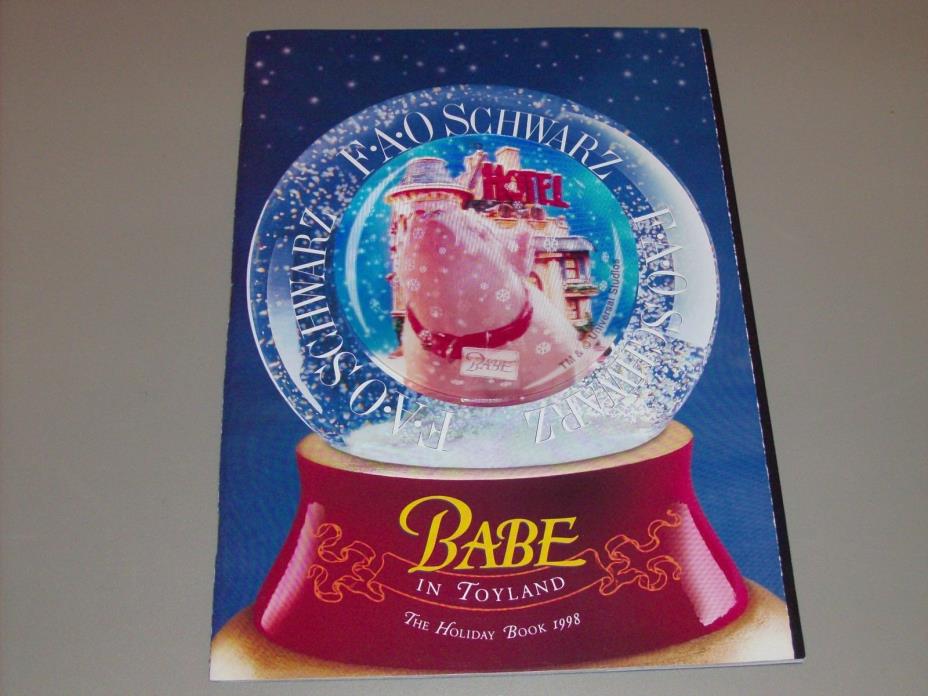 F·A·O SCHWARZ
F·A·O SCHWARZ
F·A·O SCHWARZ
HOTEL
TM & © Universal Studios
BABE
F·A·O SCHWARZ
BABE
IN TOYLAND
THE HOLIDAY BOOK 1998